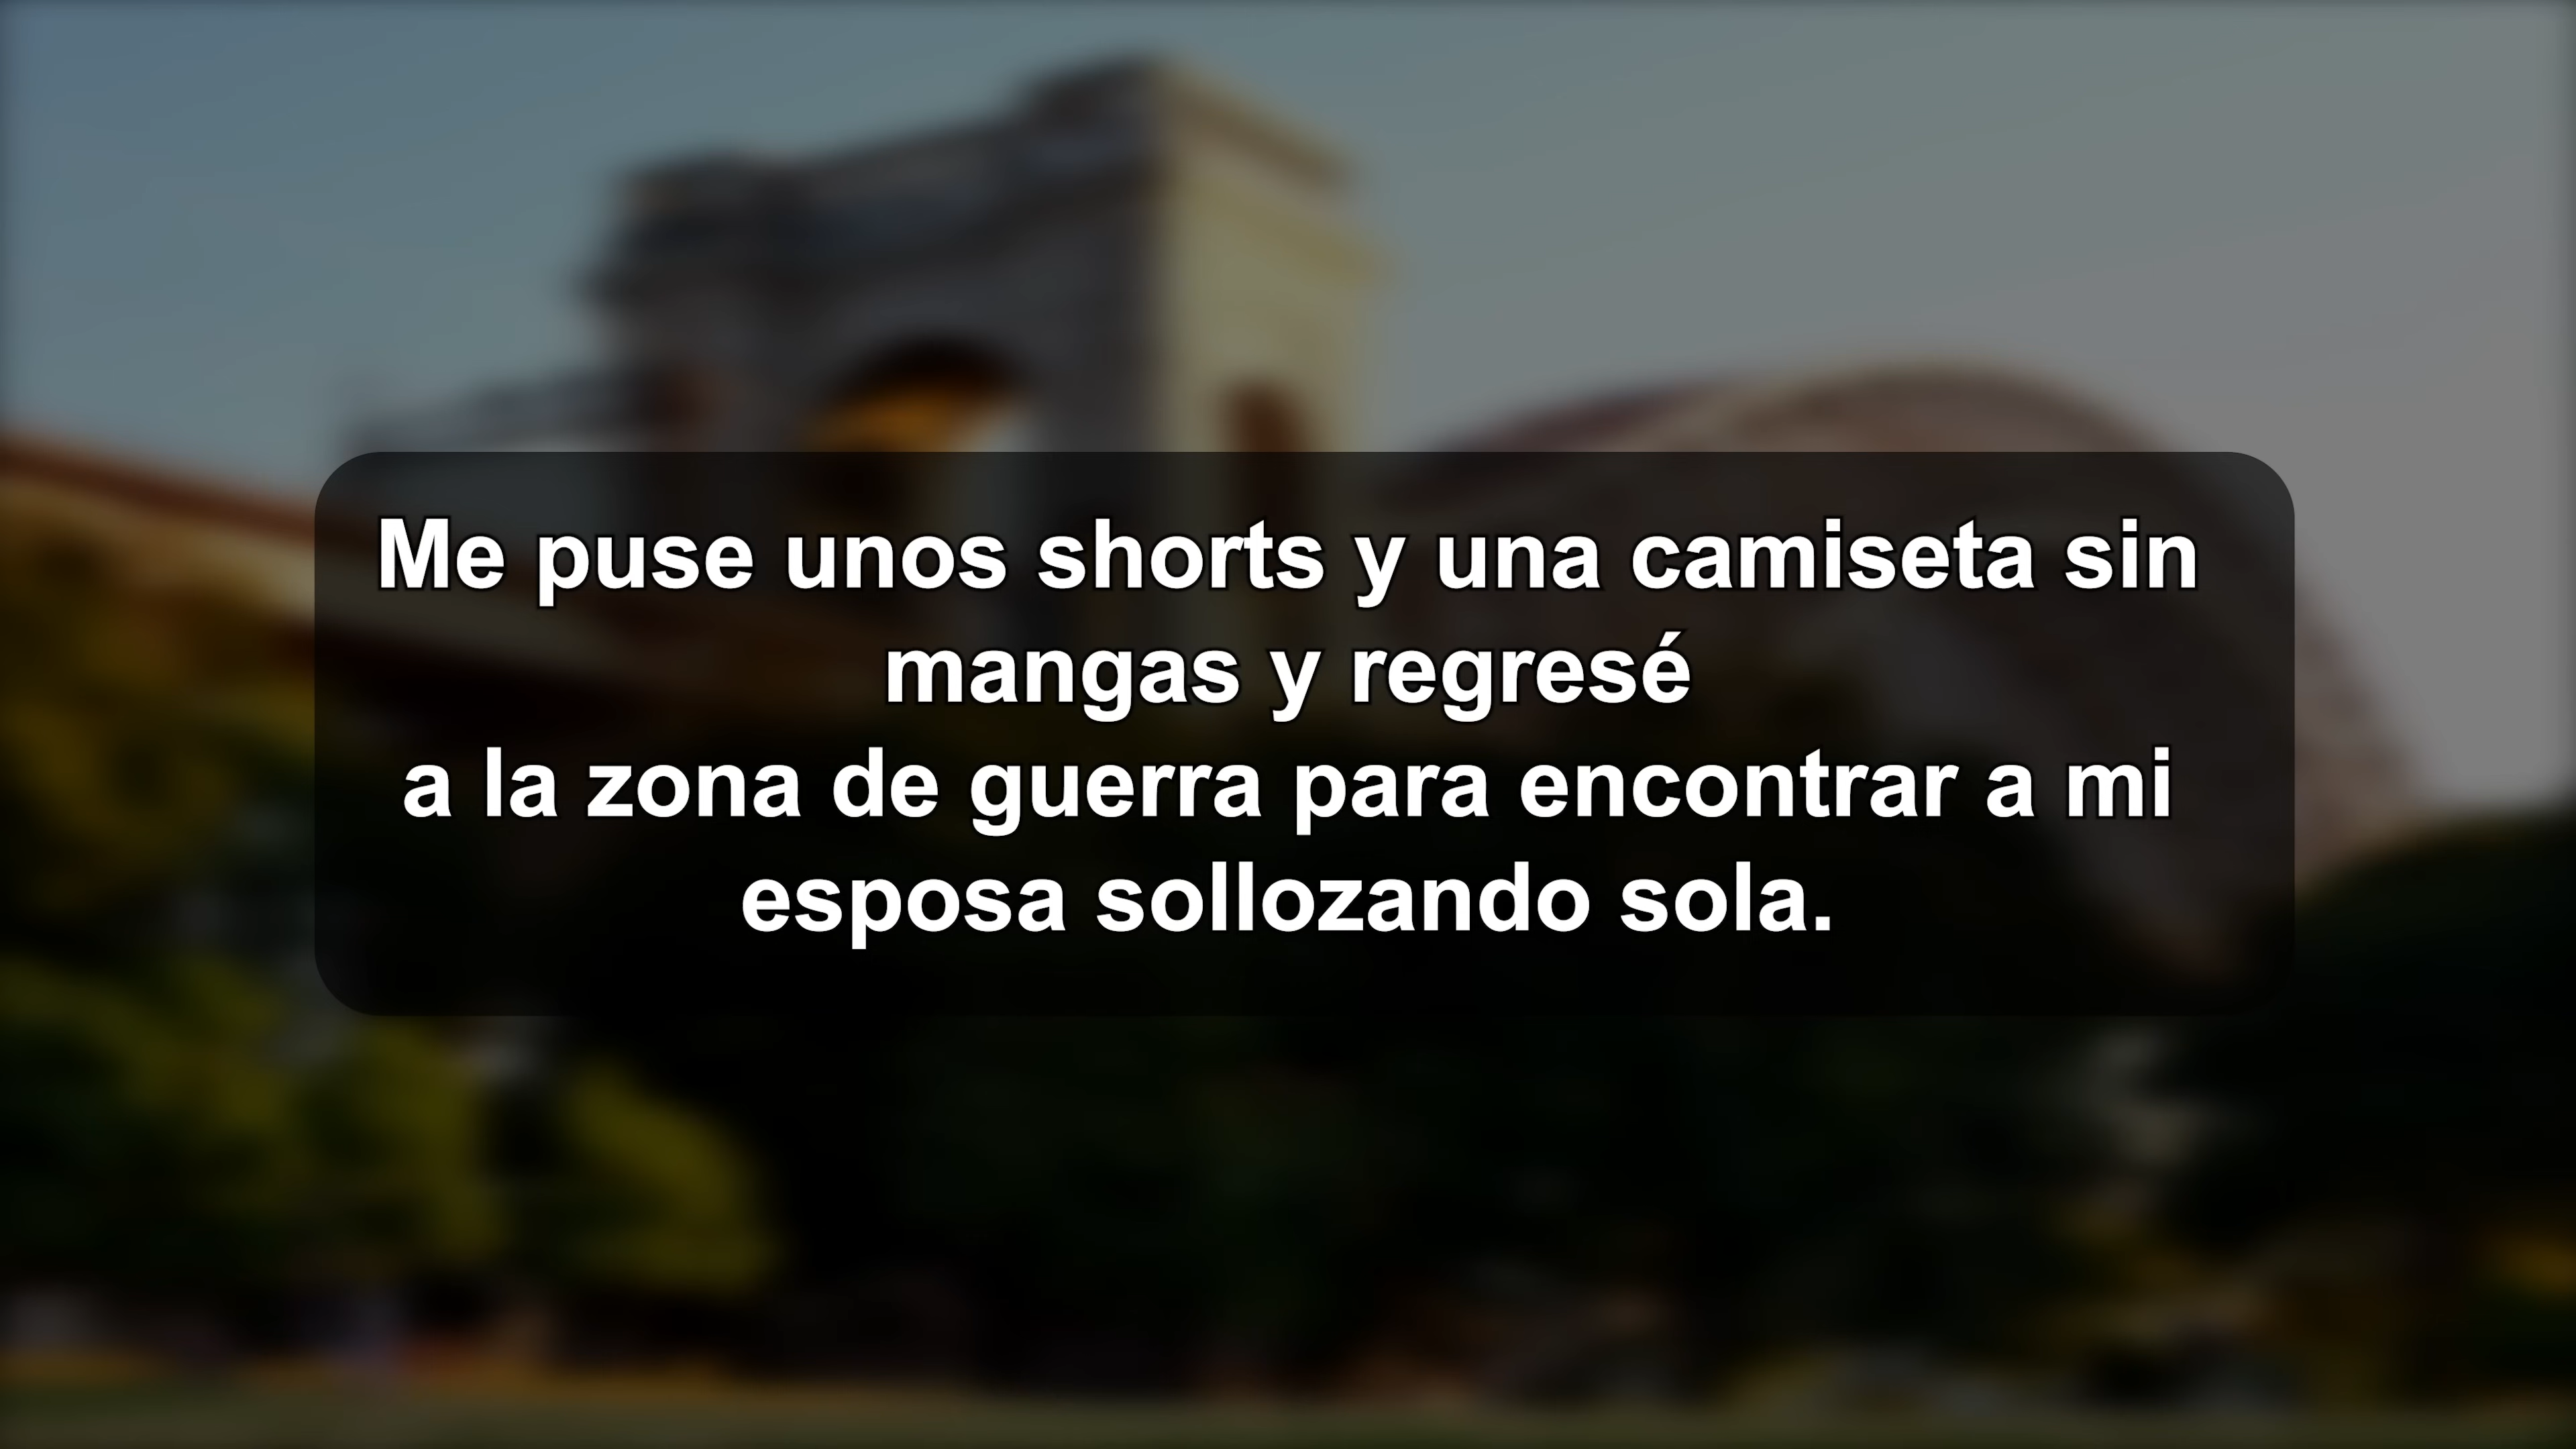 Me puse unos shorts y una camiseta sin
mangas y regresé
a la zona de guerra para encontrar a mi
esposa sollozando sola.